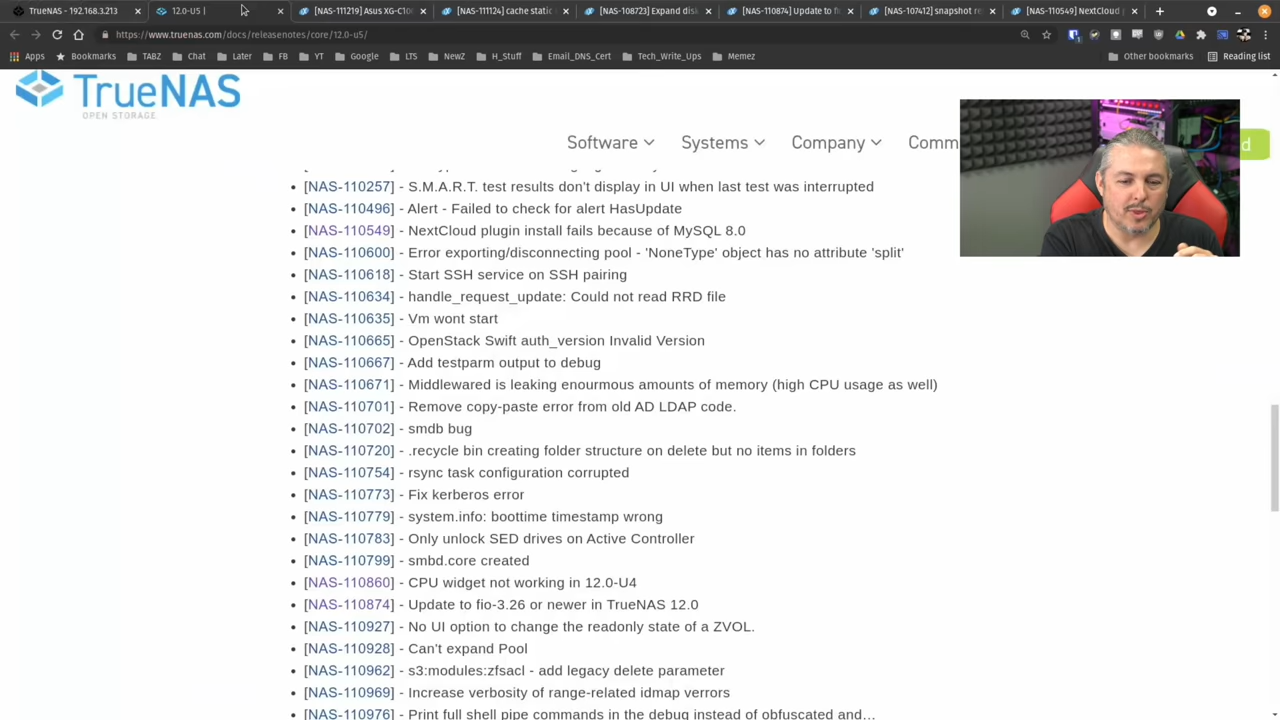 TrueNAS - 192.168.3.213
12.0-U5 |
[NAS-111219] Asus XG-C100
[NAS-111124] cache static
[NAS-108723] Expand disk
[NAS-110874] Update to fi
[NAS-107412] snapshot re
[NAS-110549] NextCloud p
https://www.truenas.com/docs/releasenotes/core/12.0-u5/
Apps
Bookmarks
TABZ
Chat
Later
FB
YT
Google
LTS
NewZ
H_Stuff
Email_DNS_Cert
Tech_Write_Ups
Memez
Other bookmarks
Reading list
TrueNAS
OPEN STORAGE
Software
Systems
Company
Comm
d
[NAS-110257] - S.M.A.R.T. test results don't display in UI when last test was interrupted
[NAS-110496] - Alert - Failed to check for alert HasUpdate
[NAS-110549] - NextCloud plugin install fails because of MySQL 8.0
[NAS-110600] - Error exporting/disconnecting pool - 'NoneType' object has no attribute 'split'
[NAS-110618] - Start SSH service on SSH pairing
[NAS-110634] - handle_request_update: Could not read RRD file
[NAS-110635] - Vm wont start
[NAS-110665] - OpenStack Swift auth_version Invalid Version
[NAS-110667] - Add testparm output to debug
[NAS-110671] - Middlewared is leaking enourmous amounts of memory (high CPU usage as well)
[NAS-110701] - Remove copy-paste error from old AD LDAP code.
[NAS-110702] - smdb bug
[NAS-110720] - .recycle bin creating folder structure on delete but no items in folders
[NAS-110754] - rsync task configuration corrupted
[NAS-110773] - Fix kerberos error
[NAS-110779] - system.info: boottime timestamp wrong
[NAS-110783] - Only unlock SED drives on Active Controller
[NAS-110799] - smbd.core created
[NAS-110860] - CPU widget not working in 12.0-U4
[NAS-110874] - Update to fio-3.26 or newer in TrueNAS 12.0
[NAS-110927] - No UI option to change the readonly state of a ZVOL.
[NAS-110928] - Can't expand Pool
[NAS-110962] - s3:modules:zfsacl - add legacy delete parameter
[NAS-110969] - Increase verbosity of range-related idmap verrors
[NAS-110976] - Print full shell pipe commands in the debug instead of obfuscated and…